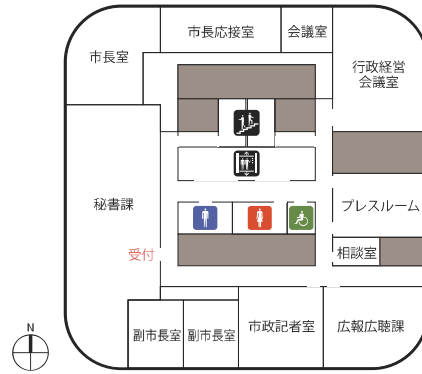 市長室
市長応接室
会議室
行政経営
会議室
秘書課
プレスルーム
受付
相談室
副市長室
副市長室
市政記者室
広報広聴課
N